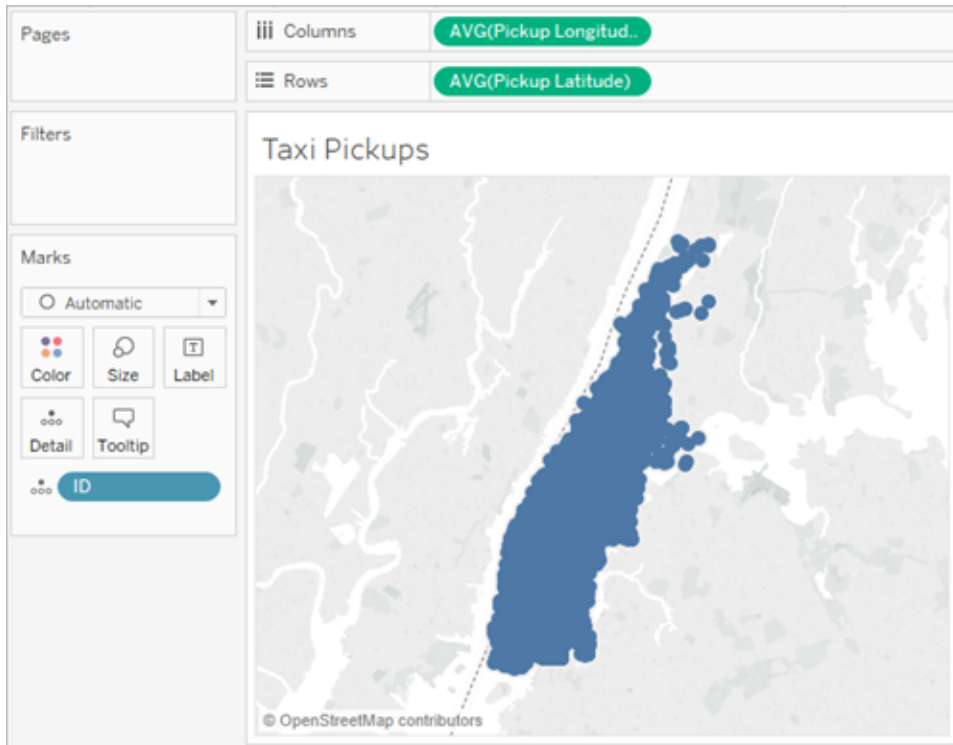 Pages
Columns
AVG(Pickup Longitud..
Rows
AVG(Pickup Latitude)
Filters
Taxi Pickups
Marks
Automatic
Color
Size
T
Label
Detail
Tooltip
ID
© OpenStreetMap contributors